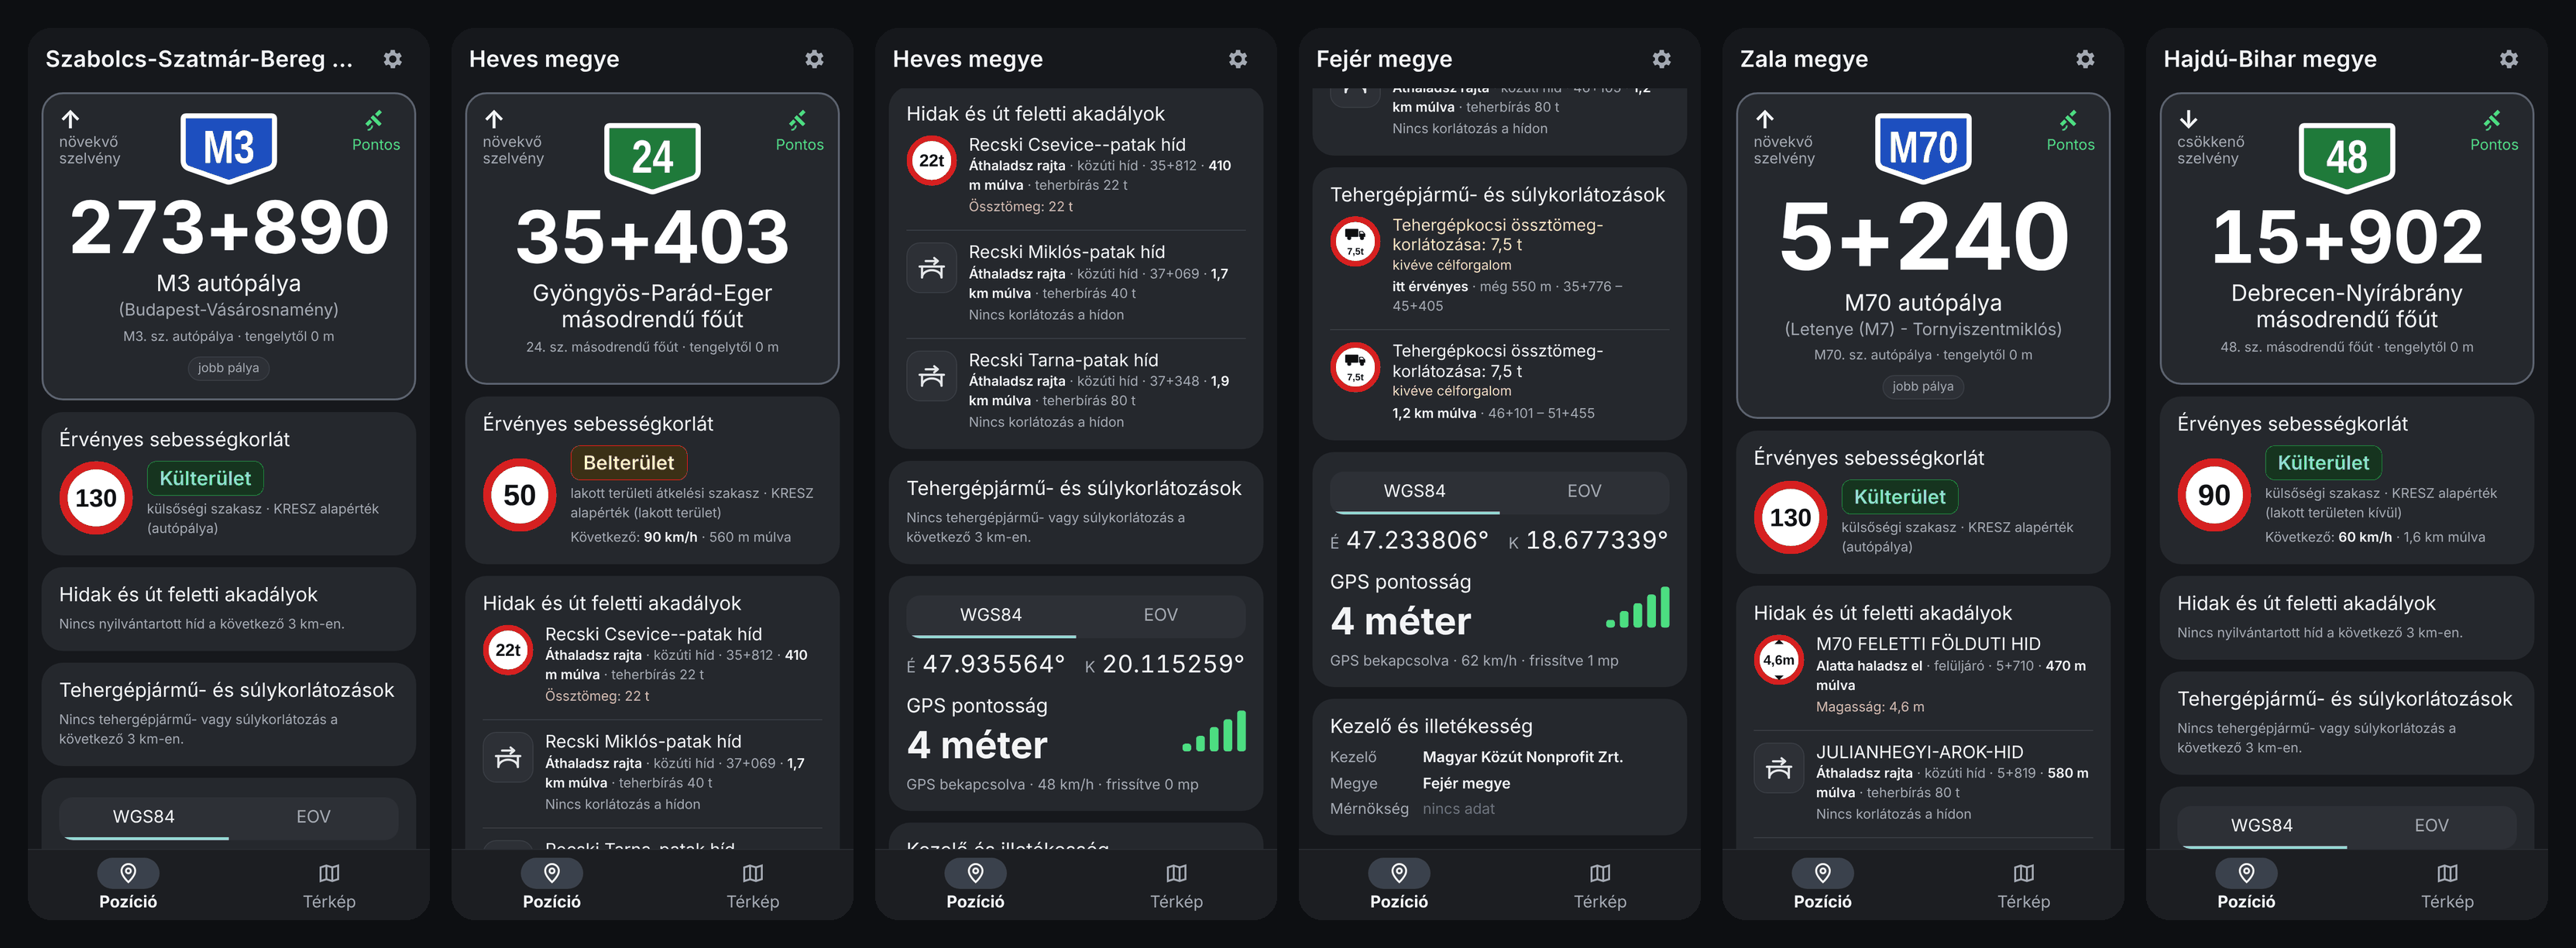 Szabolcs-Szatmár-Bereg ...
növekvő
szelvény
M3
Pontos
273+890
M3 autópálya
(Budapest-Vásárosnamény)
M3. sz. autópálya · tengelytől 0 m
jobb pálya
Érvényes sebességkorlát
130
Külterület
külsőségi szakasz · KRESZ alapérték
(autópálya)
Hidak és út feletti akadályok
Nincs nyilvántartott híd a következő 3 km-en.
Tehergépjármű- és súlykorlátozások
Nincs tehergépjármű- vagy súlykorlátozás a
következő 3 km-en.
WGS84
EOV
Pozíció
Térkép
Heves megye
növekvő
szelvény
24
Pontos
35+403
Gyöngyös-Parád-Eger
másodrendű főút
24. sz. másodrendű főút · tengelytől 0 m
Érvényes sebességkorlát
50
Belterület
lakott területi átkelési szakasz · KRESZ
alapérték (lakott terület)
Következő: 90 km/h · 560 m múlva
Hidak és út feletti akadályok
22t
Recski Csevice--patak híd
Áthaladsz rajta · közúti híd · 35+812 · 410
m múlva · teherbírás 22 t
Össztömeg: 22 t
Recski Miklós-patak híd
Áthaladsz rajta · közúti híd · 37+069 · 1,7
km múlva · teherbírás 40 t
Nincs korlátozás a hídon
Recski Tarna-patak híd
Pozíció
Térkép
Heves megye
Hidak és út feletti akadályok
22t
Recski Csevice--patak híd
Áthaladsz rajta · közúti híd · 35+812 · 410
m múlva · teherbírás 22 t
Össztömeg: 22 t
Recski Miklós-patak híd
Áthaladsz rajta · közúti híd · 37+069 · 1,7
km múlva · teherbírás 40 t
Nincs korlátozás a hídon
Recski Tarna-patak híd
Áthaladsz rajta · közúti híd · 37+348 · 1,9
km múlva · teherbírás 80 t
Nincs korlátozás a hídon
Tehergépjármű- és súlykorlátozások
Nincs tehergépjármű- vagy súlykorlátozás a
következő 3 km-en.
WGS84
EOV
É 47.935564° K 20.115259°
GPS pontosság
4 méter
GPS bekapcsolva · 48 km/h · frissítve 0 mp
Kezelő és illetékesség
Pozíció
Térkép
Fejér megye
Áthaladsz rajta · közúti híd · 46+105 · 1,2
km múlva · teherbírás 80 t
Nincs korlátozás a hídon
Tehergépjármű- és súlykorlátozások
7,5t
Tehergépkocsi össztömeg-
korlátozása: 7,5 t
kivéve célforgalom
itt érvényes · még 550 m · 35+776 –
45+405
7,5t
Tehergépkocsi össztömeg-
korlátozása: 7,5 t
kivéve célforgalom
1,2 km múlva · 46+101 – 51+455
WGS84
EOV
É 47.233806° K 18.677339°
GPS pontosság
4 méter
GPS bekapcsolva · 62 km/h · frissítve 1 mp
Kezelő és illetékesség
Kezelő Magyar Közút Nonprofit Zrt.
Megye Fejér megye
Mérnökség nincs adat
Pozíció
Térkép
Zala megye
növekvő
szelvény
M70
Pontos
5+240
M70 autópálya
(Letenye (M7) - Tornyiszentmiklós)
M70. sz. autópálya · tengelytől 0 m
jobb pálya
Érvényes sebességkorlát
130
Külterület
külsőségi szakasz · KRESZ alapérték
(autópálya)
Hidak és út feletti akadályok
4,6m
M70 FELETTI FÖLDUTI HID
Alatta haladsz el · felüljáró · 5+710 · 470 m
múlva
Magasság: 4,6 m
JULIANHEGYI-AROK-HID
Áthaladsz rajta · közúti híd · 5+819 · 580 m
múlva · teherbírás 80 t
Nincs korlátozás a hídon
Pozíció
Térkép
Hajdú-Bihar megye
csökkenő
szelvény
48
Pontos
15+902
Debrecen-Nyírábrány
másodrendű főút
48. sz. másodrendű főút · tengelytől 0 m
Érvényes sebességkorlát
90
Külterület
külsőségi szakasz · KRESZ alapérték
(lakott területen kívül)
Következő: 60 km/h · 1,6 km múlva
Hidak és út feletti akadályok
Nincs nyilvántartott híd a következő 3 km-en.
Tehergépjármű- és súlykorlátozások
Nincs tehergépjármű- vagy súlykorlátozás a
következő 3 km-en.
WGS84
EOV
Pozíció
Térkép